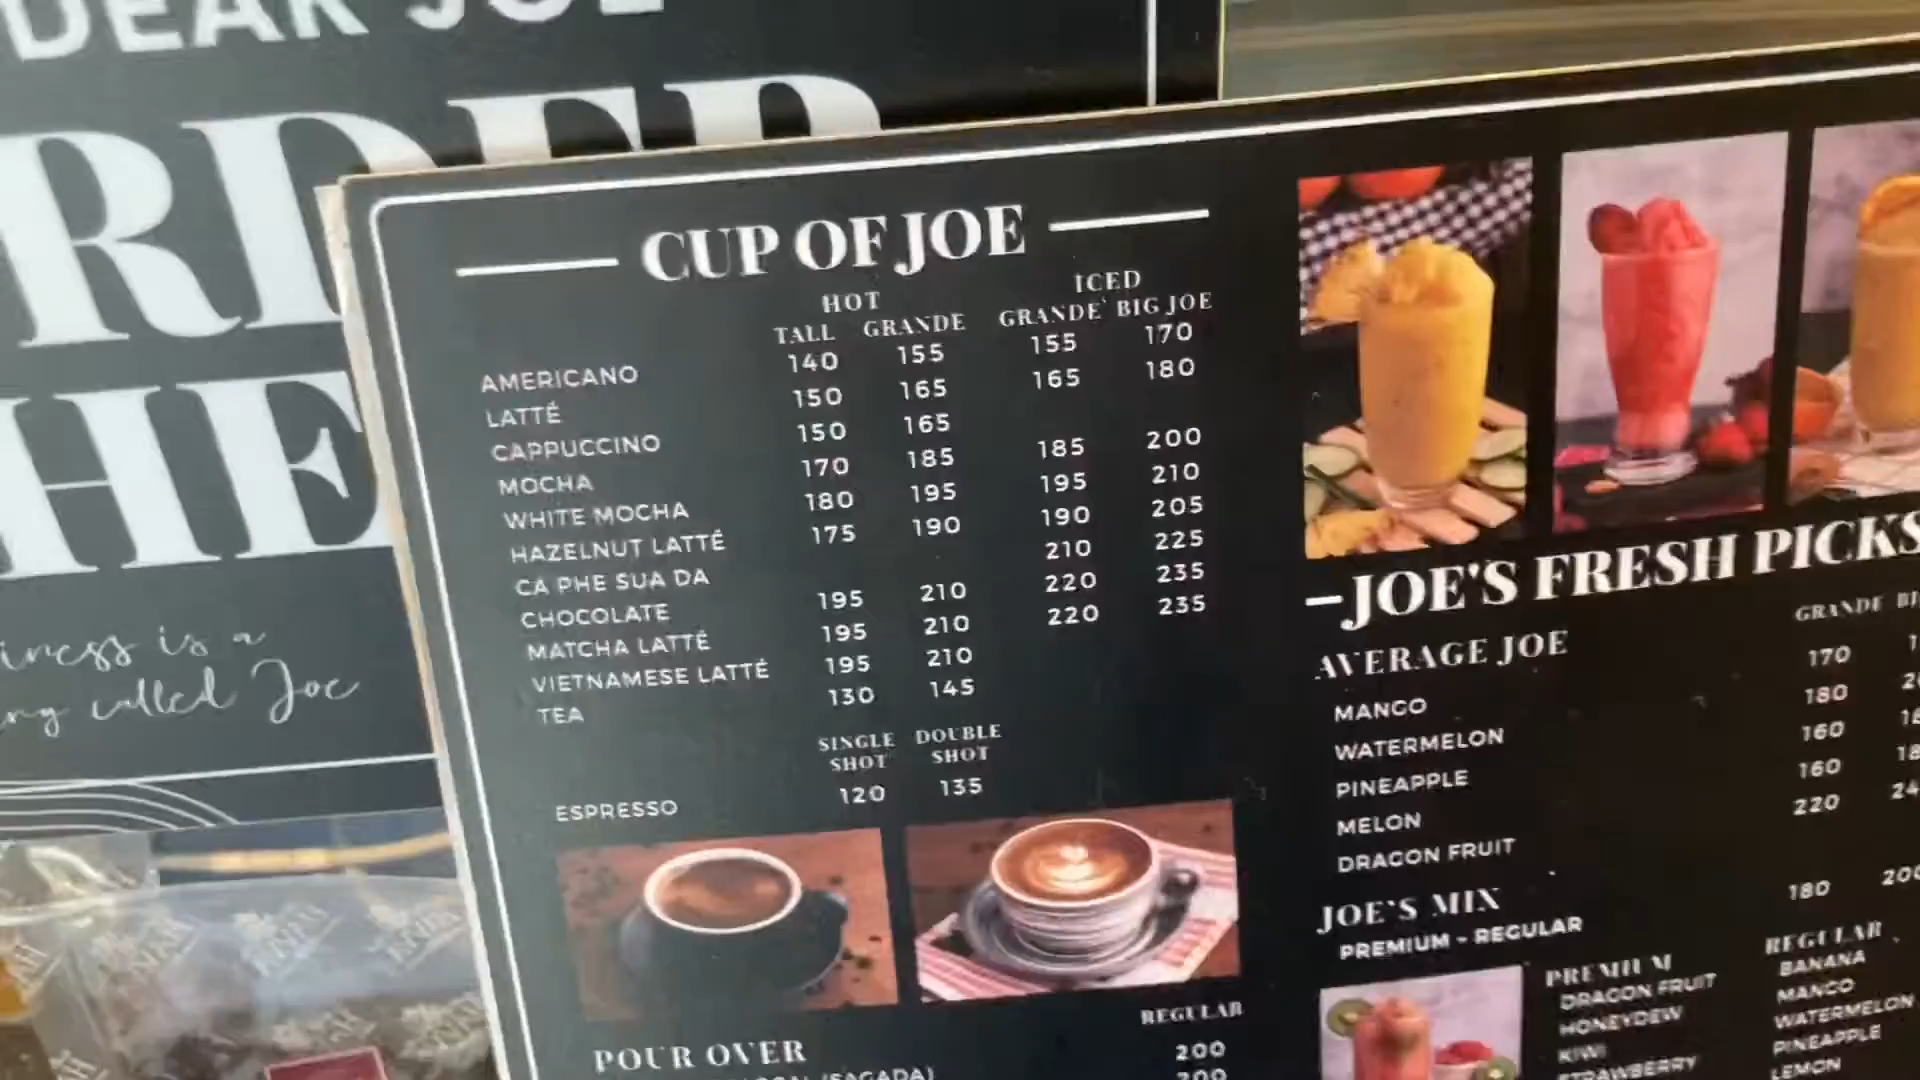 DEAR JOE
CUP OF JOE
HOT ICED
TALL GRANDE GRANDE' BIG JOE
AMERICANO 140 155 155 170
LATTÉ 150 165 165 180
CAPPUCCINO 150 165
MOCHA 170 185 185 200
WHITE MOCHA 180 195 195 210
HAZELNUT LATTÉ 175 190 190 205
CA PHE SUA DA 210 225
CHOCOLATE 195 210 220 235
MATCHA LATTÉ 195 210 220 235
VIETNAMESE LATTÉ 195 210
TEA 130 145
SINGLE DOUBLE
SHOT SHOT
ESPRESSO 120 135
REGULAR
POUR OVER 200
(SAGADA) 200
JOE'S FRESH PICKS
GRANDE
AVERAGE JOE
MANGO 170
WATERMELON 180
PINEAPPLE 160
MELON 160
DRAGON FRUIT 220
JOE'S MIX
PREMIUM - REGULAR 180 200
PREMIUM
DRAGON FRUIT
HONEYDEW
KIWI
STRAWBERRY
REGULAR
BANANA
MANGO
WATERMELON
PINEAPPLE
LEMON
is a
called Joe